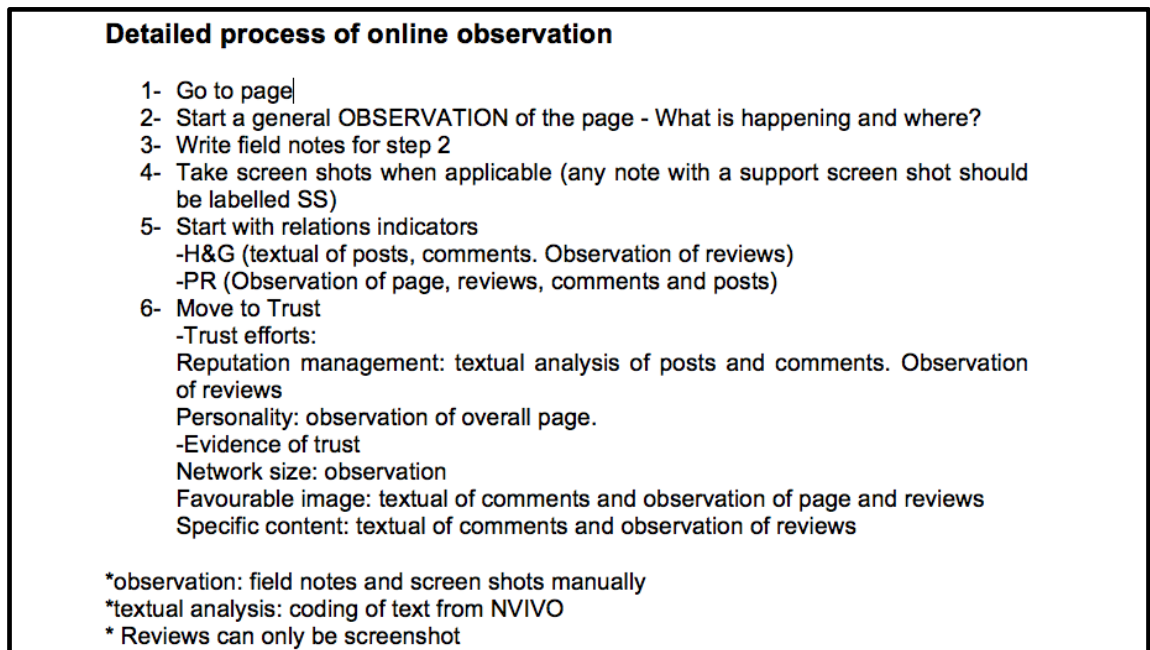 Detailed process of online observation
1- Go to page
2- Start a general OBSERVATION of the page - What is happening and where?
3- Write field notes for step 2
4- Take screen shots when applicable (any note with a support screen shot should
be labelled SS)
5- Start with relations indicators
-H&G (textual of posts, comments. Observation of reviews)
-PR (Observation of page, reviews, comments and posts)
6- Move to Trust
-Trust efforts:
Reputation management: textual analysis of posts and comments. Observation
of reviews
Personality: observation of overall page.
-Evidence of trust
Network size: observation
Favourable image: textual of comments and observation of page and reviews
Specific content: textual of comments and observation of reviews
*observation: field notes and screen shots manually
*textual analysis: coding of text from NVIVO
* Reviews can only be screenshot